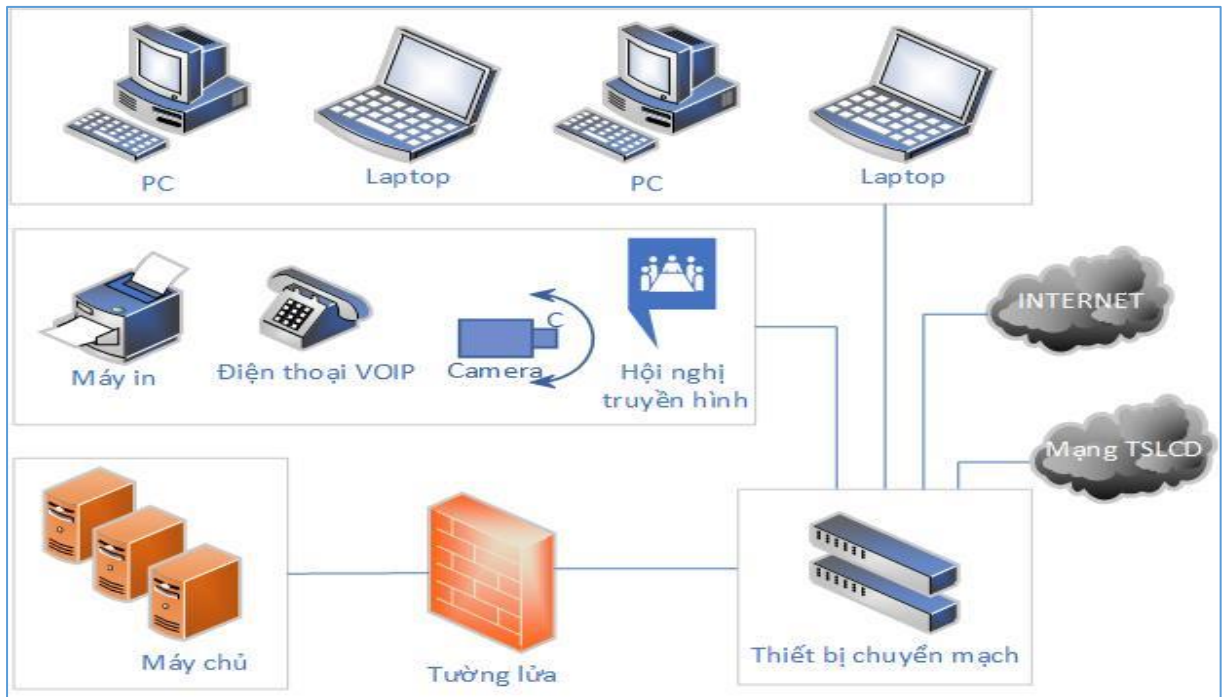 PC
Laptop
PC
Laptop
INTERNET
C
Máy in
Điện thoại VOIP
Camera
Hội nghị
truyền hình
Mạng TSLCD
Máy chủ
Tường lửa
Thiết bị chuyển mạch